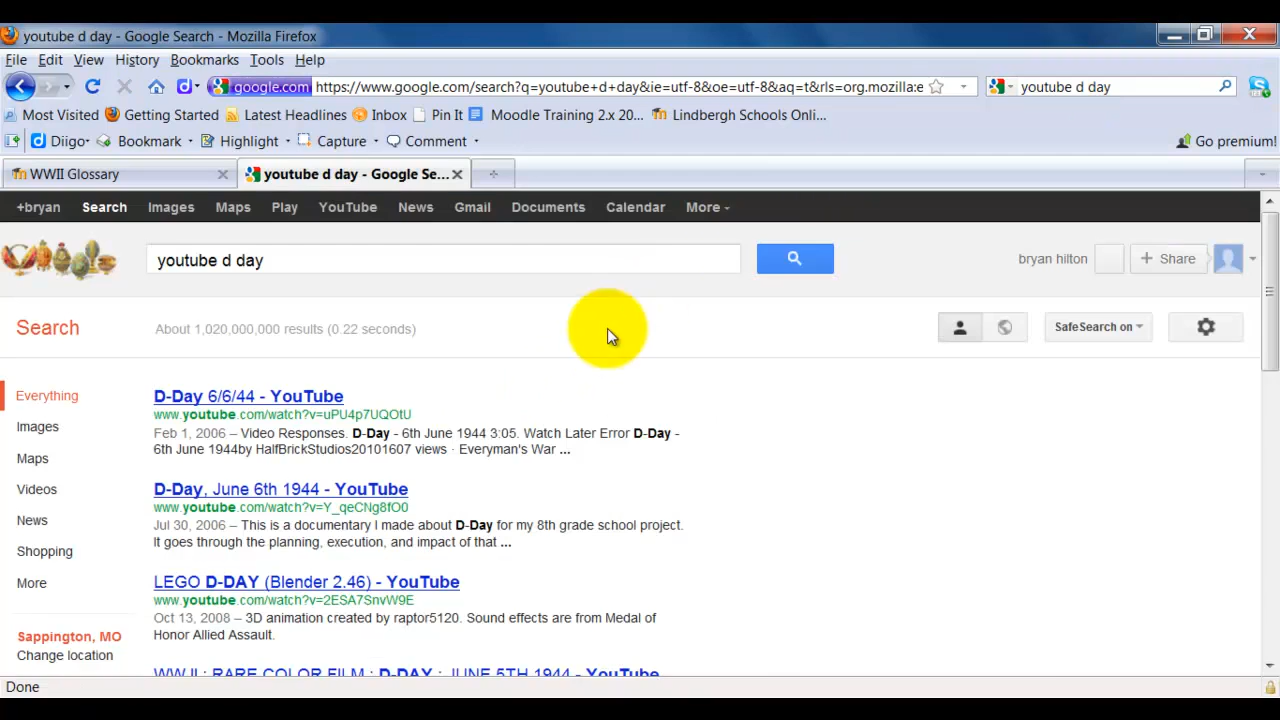 youtube d day - Google Search - Mozilla Firefox
File Edit View History Bookmarks Tools Help
google.com https://www.google.com/search?q=youtube+d+day&ie=utf-8&oe=utf-8&aq=t&rls=org.mozilla:e youtube d day
Most Visited Getting Started Latest Headlines Inbox Pin It Moodle Training 2.x 20... Lindbergh Schools Onli...
Diigo Bookmark Highlight Capture Comment Go premium!
WWII Glossary youtube d day - Google Se...
+bryan Search Images Maps Play YouTube News Gmail Documents Calendar More
youtube d day bryan hilton + Share
Search About 1,020,000,000 results (0.22 seconds) SafeSearch on
Everything
Images
Maps
Videos
News
Shopping
More
Sappington, MO
Change location
D-Day 6/6/44 - YouTube
www.youtube.com/watch?v=uPU4p7UQOtU
Feb 1, 2006 – Video Responses. D-Day - 6th June 1944 3:05. Watch Later Error D-Day -
6th June 1944by HalfBrickStudios20101607 views · Everyman's War ...
D-Day, June 6th 1944 - YouTube
www.youtube.com/watch?v=Y_qeCNg8fO0
Jul 30, 2006 – This is a documentary I made about D-Day for my 8th grade school project.
It goes through the planning, execution, and impact of that ...
LEGO D-DAY (Blender 2.46) - YouTube
www.youtube.com/watch?v=2ESA7SnvW9E
Oct 13, 2008 – 3D animation created by raptor5120. Sound effects are from Medal of
Honor Allied Assault.
WW II : RARE COLOR FILM : D-DAY : JUNE 5TH 1944 - YouTube
Done